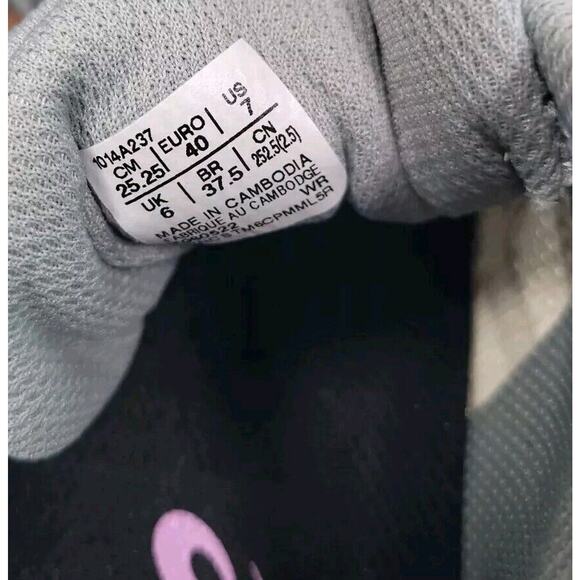 1014A237
CM | EURO | US
25.25 | 40 | 7
UK | BR | CN
6 | 37.5 | 252.5(2.5)
MADE IN CAMBODIA
FABRIQUE AU CAMBODGE
WR